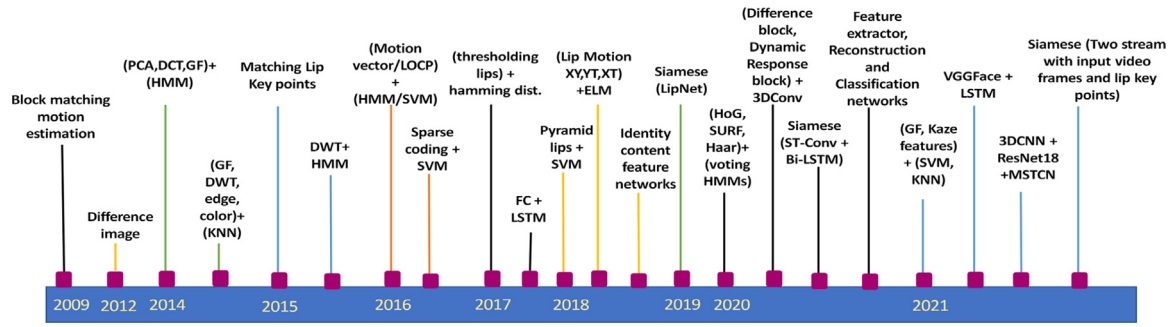 Block matching
motion
estimation
Difference
image
(PCA,DCT,GF)+
(HMM)
(GF,
DWT,
edge,
color)+
(KNN)
Matching Lip
Key points
DWT+
HMM
(Motion
vector/LOCP)
+
(HMM/SVM)
Sparse
coding +
SVM
(thresholding
lips) +
hamming dist.
FC +
LSTM
Pyramid
lips +
SVM
(Lip Motion
XY,YT,XT)
+ELM
Identity
content
feature
networks
Siamese
(LipNet)
(HoG,
SURF,
Haar)+
(voting
HMMs)
(Difference
block,
Dynamic
Response
block) +
3DConv
Siamese
(ST-Conv +
Bi-LSTM)
Feature
extractor,
Reconstruction
and
Classification
networks
(GF, Kaze
features)
+ (SVM,
KNN)
VGGFace +
LSTM
3DCNN +
ResNet18
+MSTCN
Siamese (Two stream
with input video
frames and lip key
points)
2009
2012
2014
2015
2016
2017
2018
2019
2020
2021